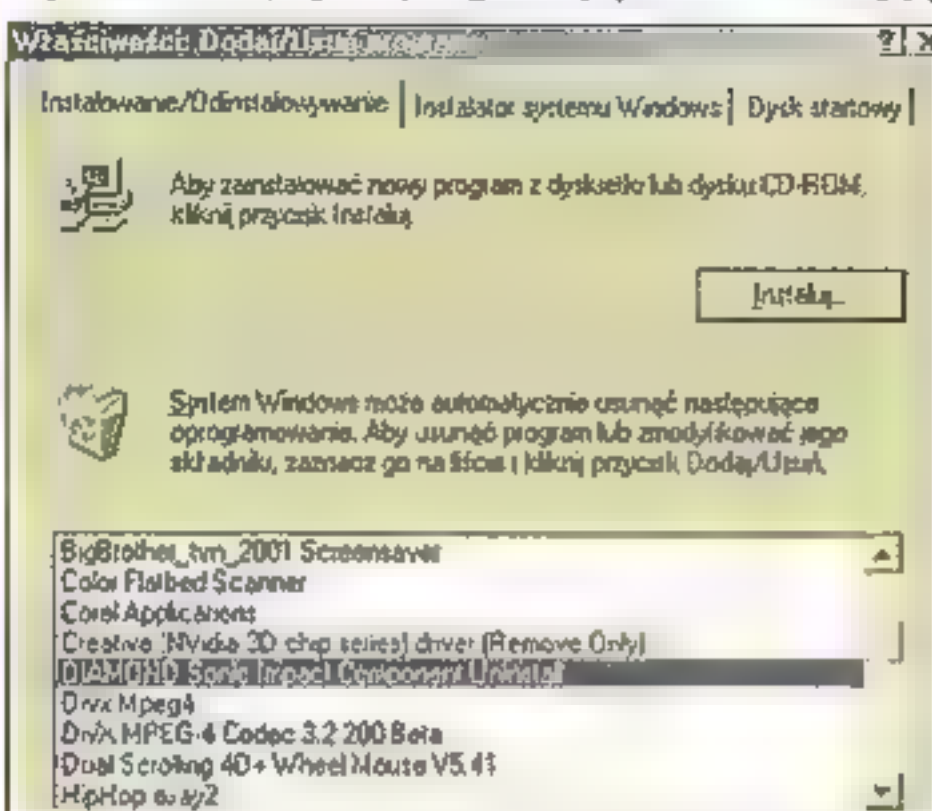 Właściwości: Dodaj/Usuń programy
Instalowanie/Odinstalowywanie
Instalator systemu Windows
Dysk startowy
Aby zainstalować nowy program z dyskietki lub dysku CD-ROM,
kliknij przycisk Instaluj.
Instaluj...
System Windows może automatycznie usunąć następujące
oprogramowanie. Aby usunąć program lub zmodyfikować jego
składniki, zaznacz go na liście i kliknij przycisk Dodaj/Usuń.
BigBrother_tvn_2001 Screensaver
Color Flatbed Scanner
Corel Applications
Creative (NVidia 3D chip series) driver (Remove Only)
DIAMOND Sonic Impact Component Uninstall
Divx Mpeg4
DivX MPEG-4 Codec 3.2 200 Beta
Dual Scrolling 4D+ Wheel Mouse
HipHop